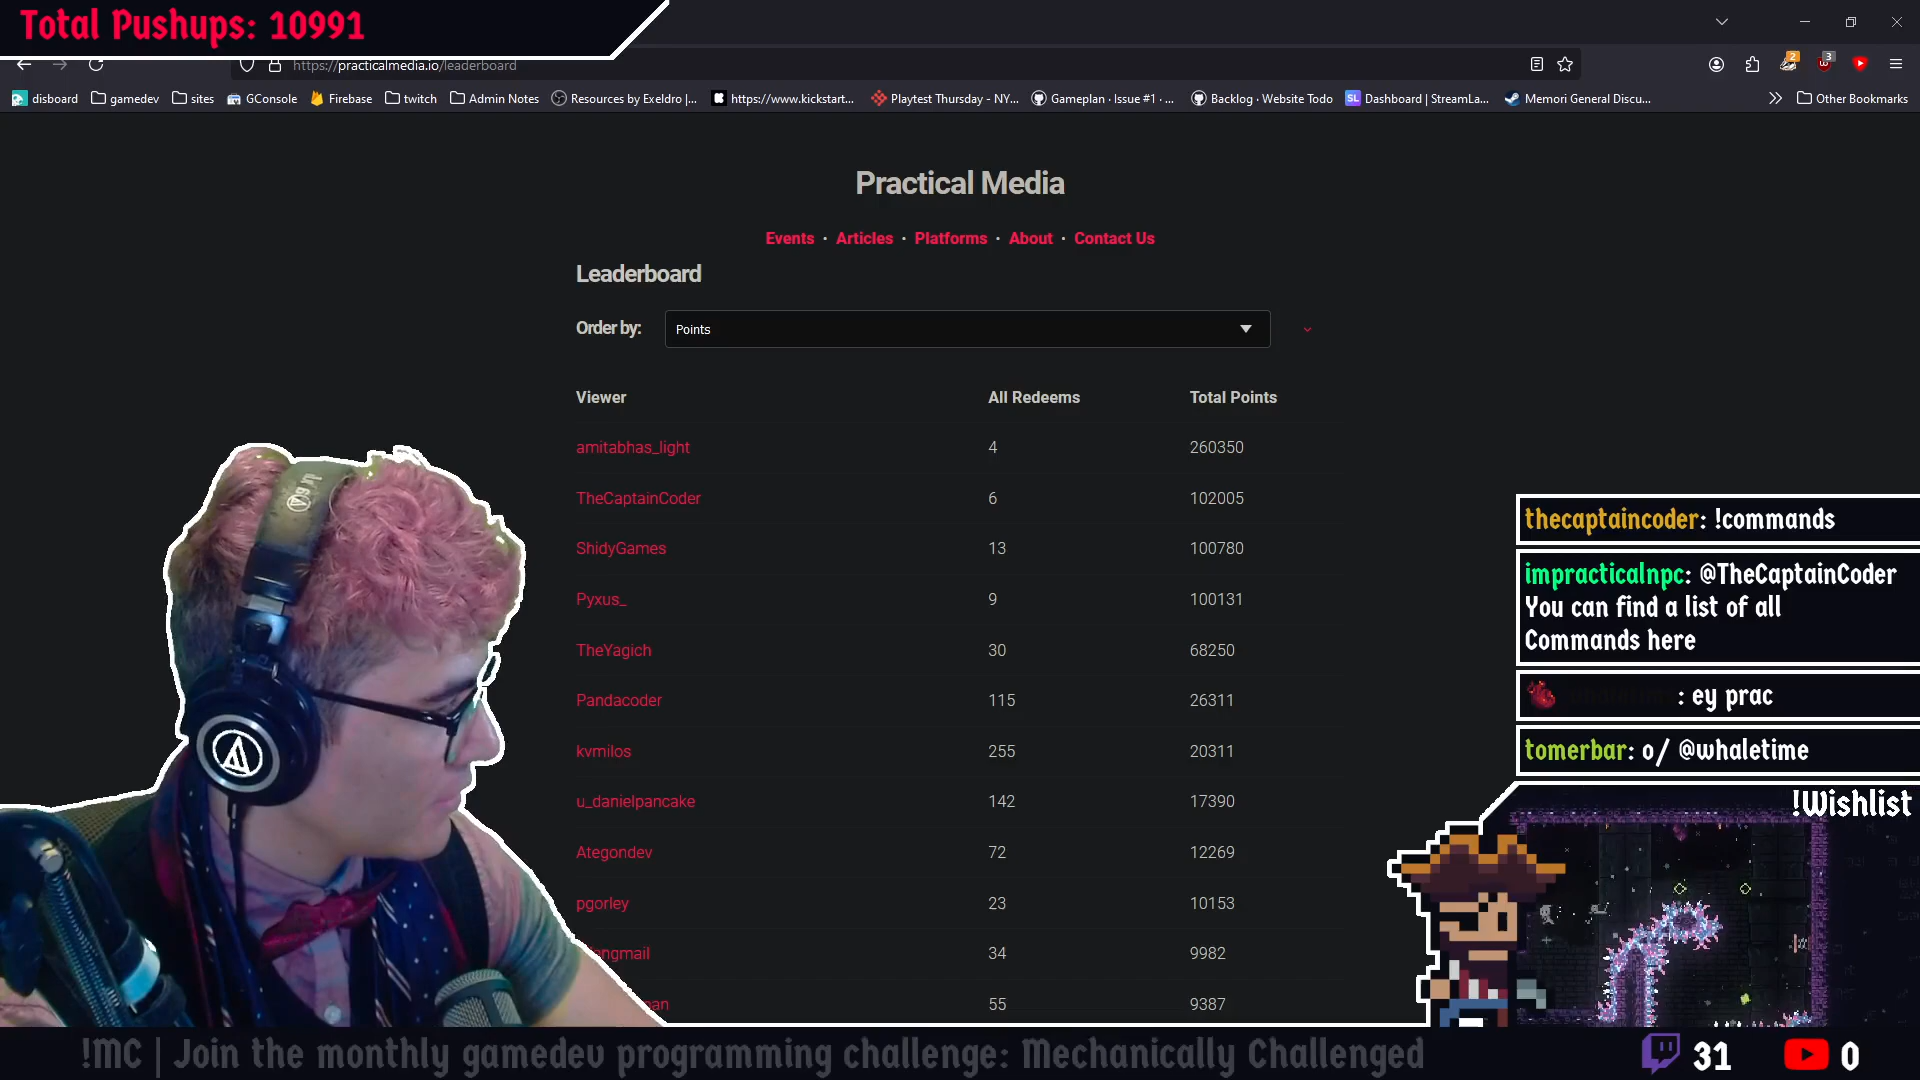 Total Pushups: 10991
https://practicalmedia.io/leaderboard
2
3
disboard
gamedev
sites
GConsole
Firebase
twitch
Admin Notes
Resources by Exeldro |...
https://www.kickstart...
Playtest Thursday - NY...
Gameplan · Issue #1 · ...
Backlog · Website Todo
SL Dashboard | StreamLa...
Memori General Discu...
Other Bookmarks
Practical Media
Events · Articles · Platforms · About · Contact Us
Leaderboard
Order by: Points
Viewer All Redeems Total Points
amitabhas_light 4 260350
TheCaptainCoder 6 102005
ShidyGames 13 100780
Pyxus_ 9 100131
TheYagich 30 68250
Pandacoder 115 26311
kvmilos 255 20311
u_danielpancake 142 17390
Ategondev 72 12269
pgorley 23 10153
34 9982
55 9387
thecaptaincoder: !commands
impracticalnpc: @TheCaptainCoder
You can find a list of all
Commands here
: ey prac
tomerbar: o/ @whaletime
!Wishlist
!MC | Join the monthly gamedev programming challenge: Mechanically Challenged
31
0